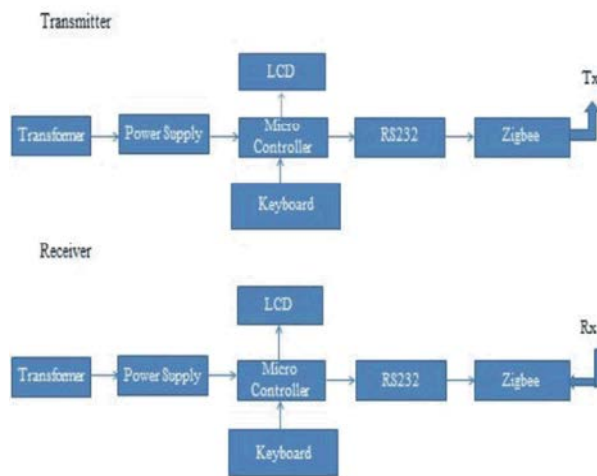 Transmitter
LCD
Tx
Transformer
Power Supply
Micro
Controller
RS232
Zigbee
Keyboard
Receiver
LCD
Rx
Transformer
Power Supply
Micro
Controller
RS232
Zigbee
Keyboard